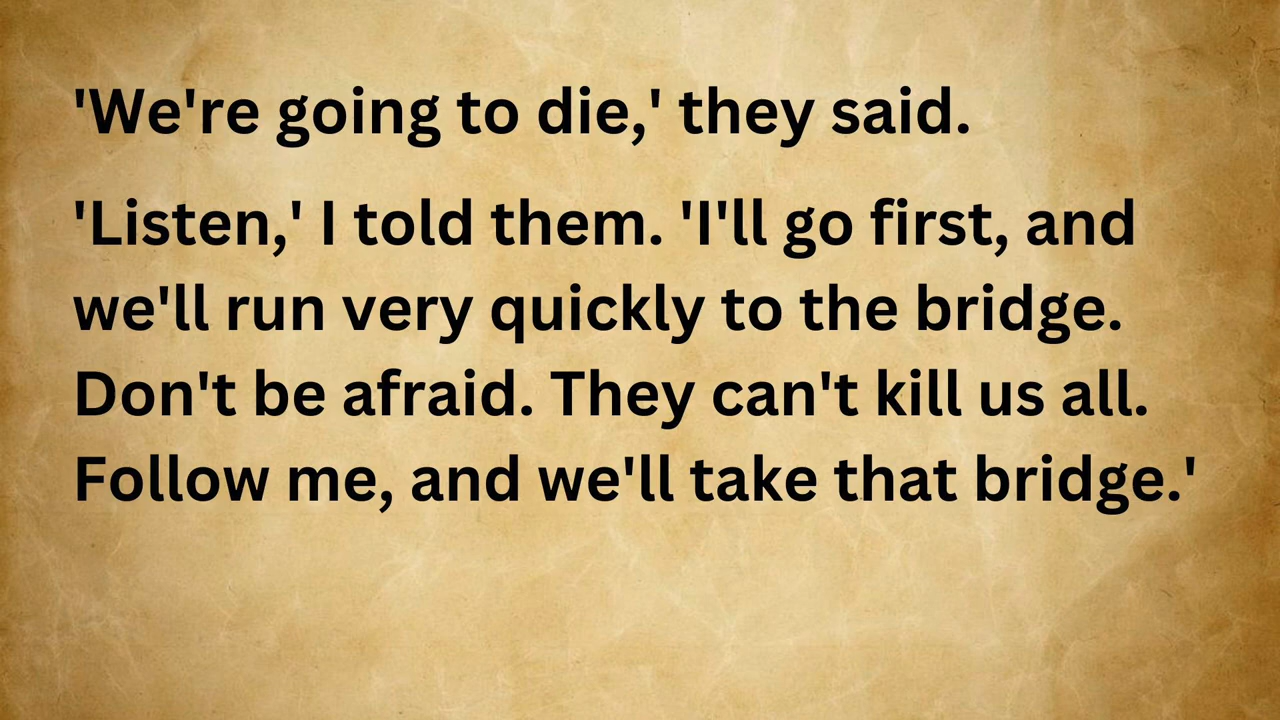 'We're going to die,' they said.
'Listen,' I told them. 'I'll go first, and
we'll run very quickly to the bridge.
Don't be afraid. They can't kill us all.
Follow me, and we'll take that bridge.'